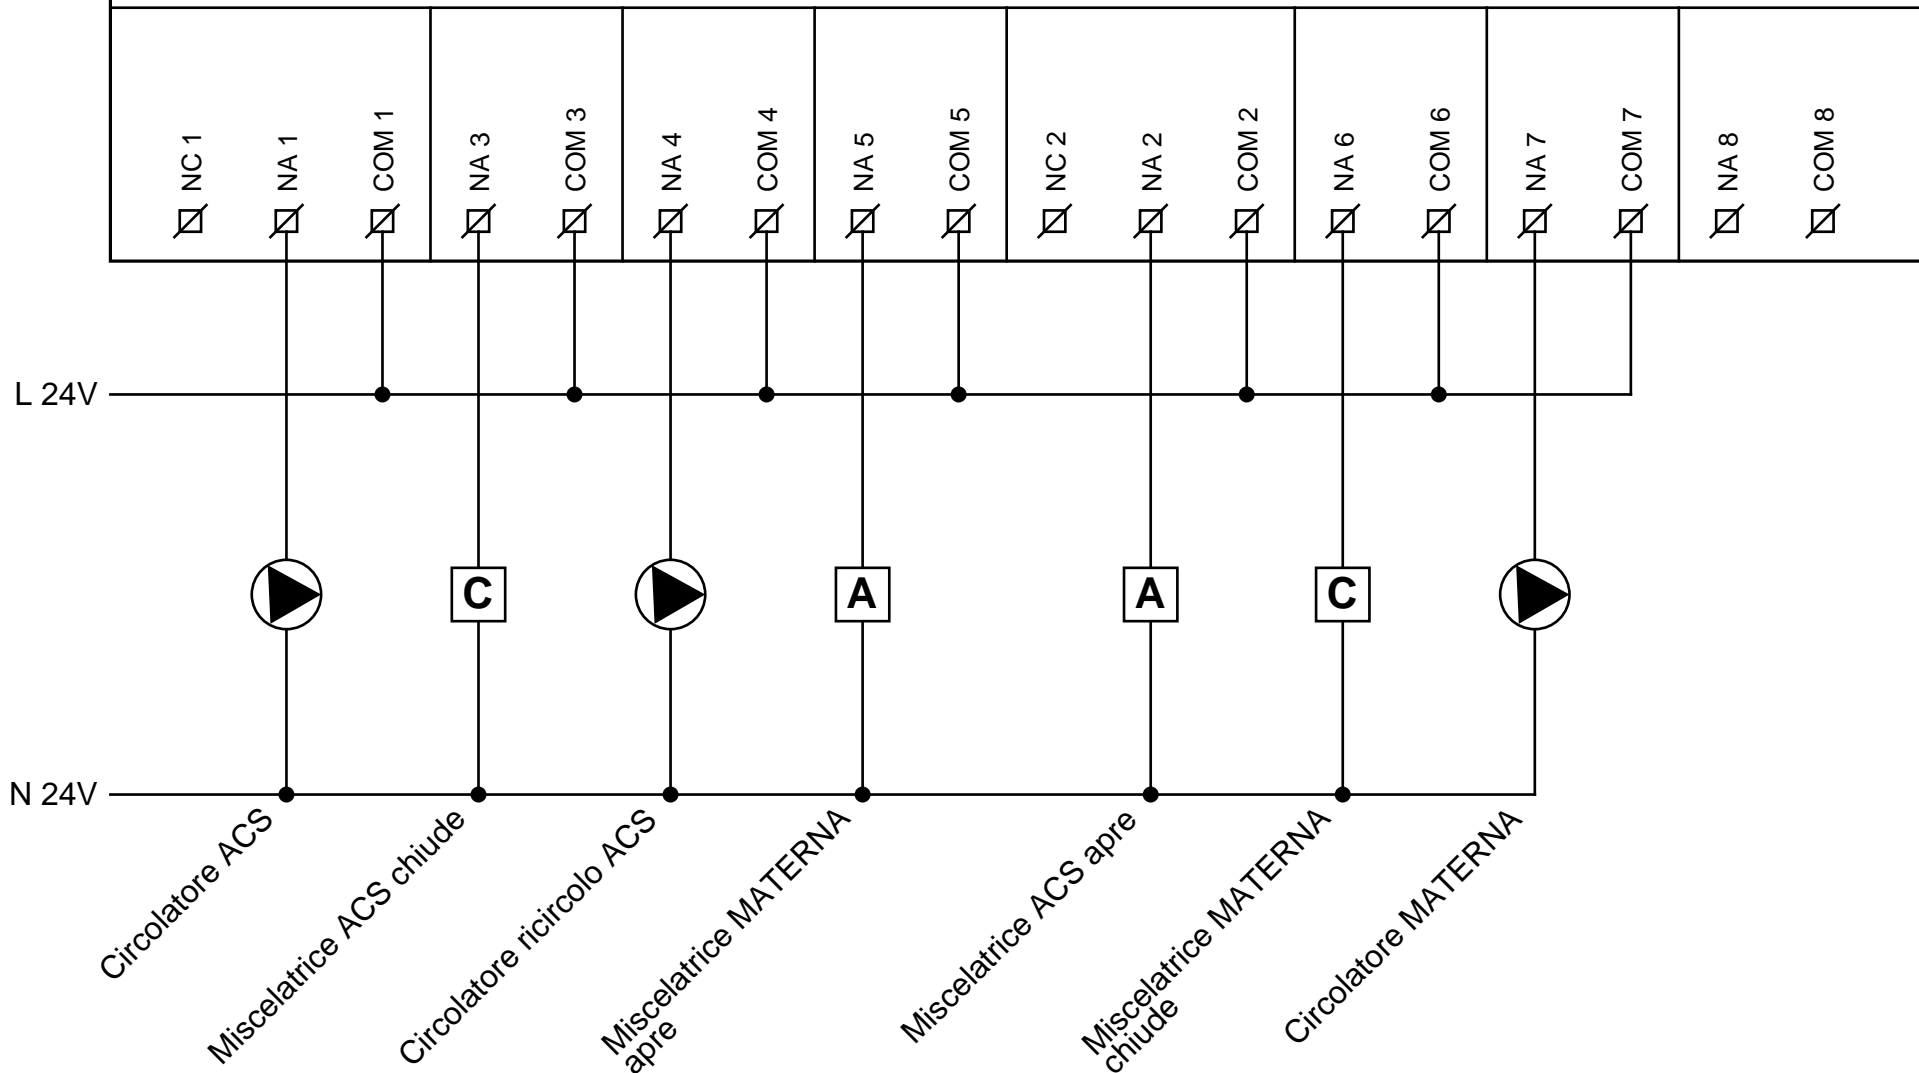 NC 1
NA 1
COM 1
NA 3
COM 3
NA 4
COM 4
NA 5
COM 5
NC 2
NA 2
COM 2
NA 6
COM 6
NA 7
COM 7
NA 8
COM 8
L 24V
C
A
A
C
N 24V
Circolatore ACS
Miscelatrice ACS chiude
Circolatore ricircolo ACS
Miscelatrice MATERNA
apre
Miscelatrice ACS apre
Miscelatrice MATERNA
chiude
Circolatore MATERNA